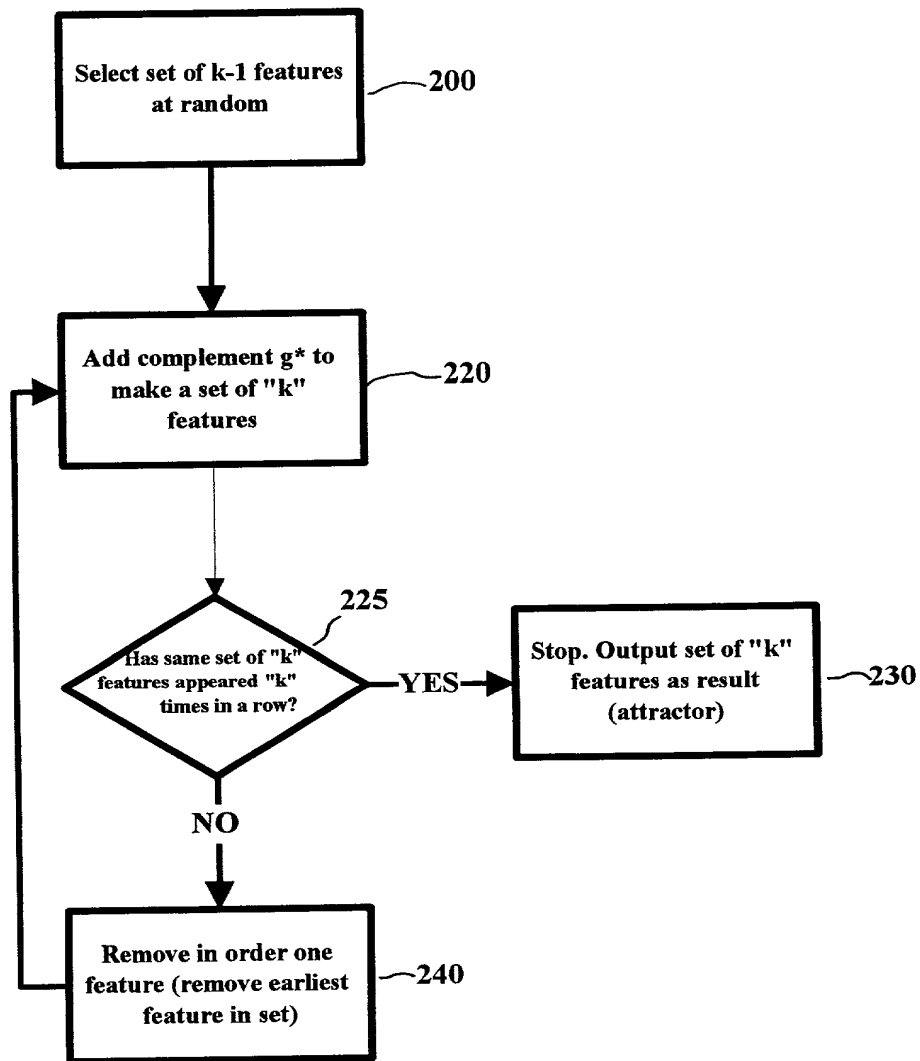 Select set of k-1 features
at random
200
Add complement g* to
make a set of "k"
features
220
225
Has same set of "k"
features appeared "k"
times in a row?
YES
Stop. Output set of "k"
features as result
(attractor)
230
NO
Remove in order one
feature (remove earliest
feature in set)
240